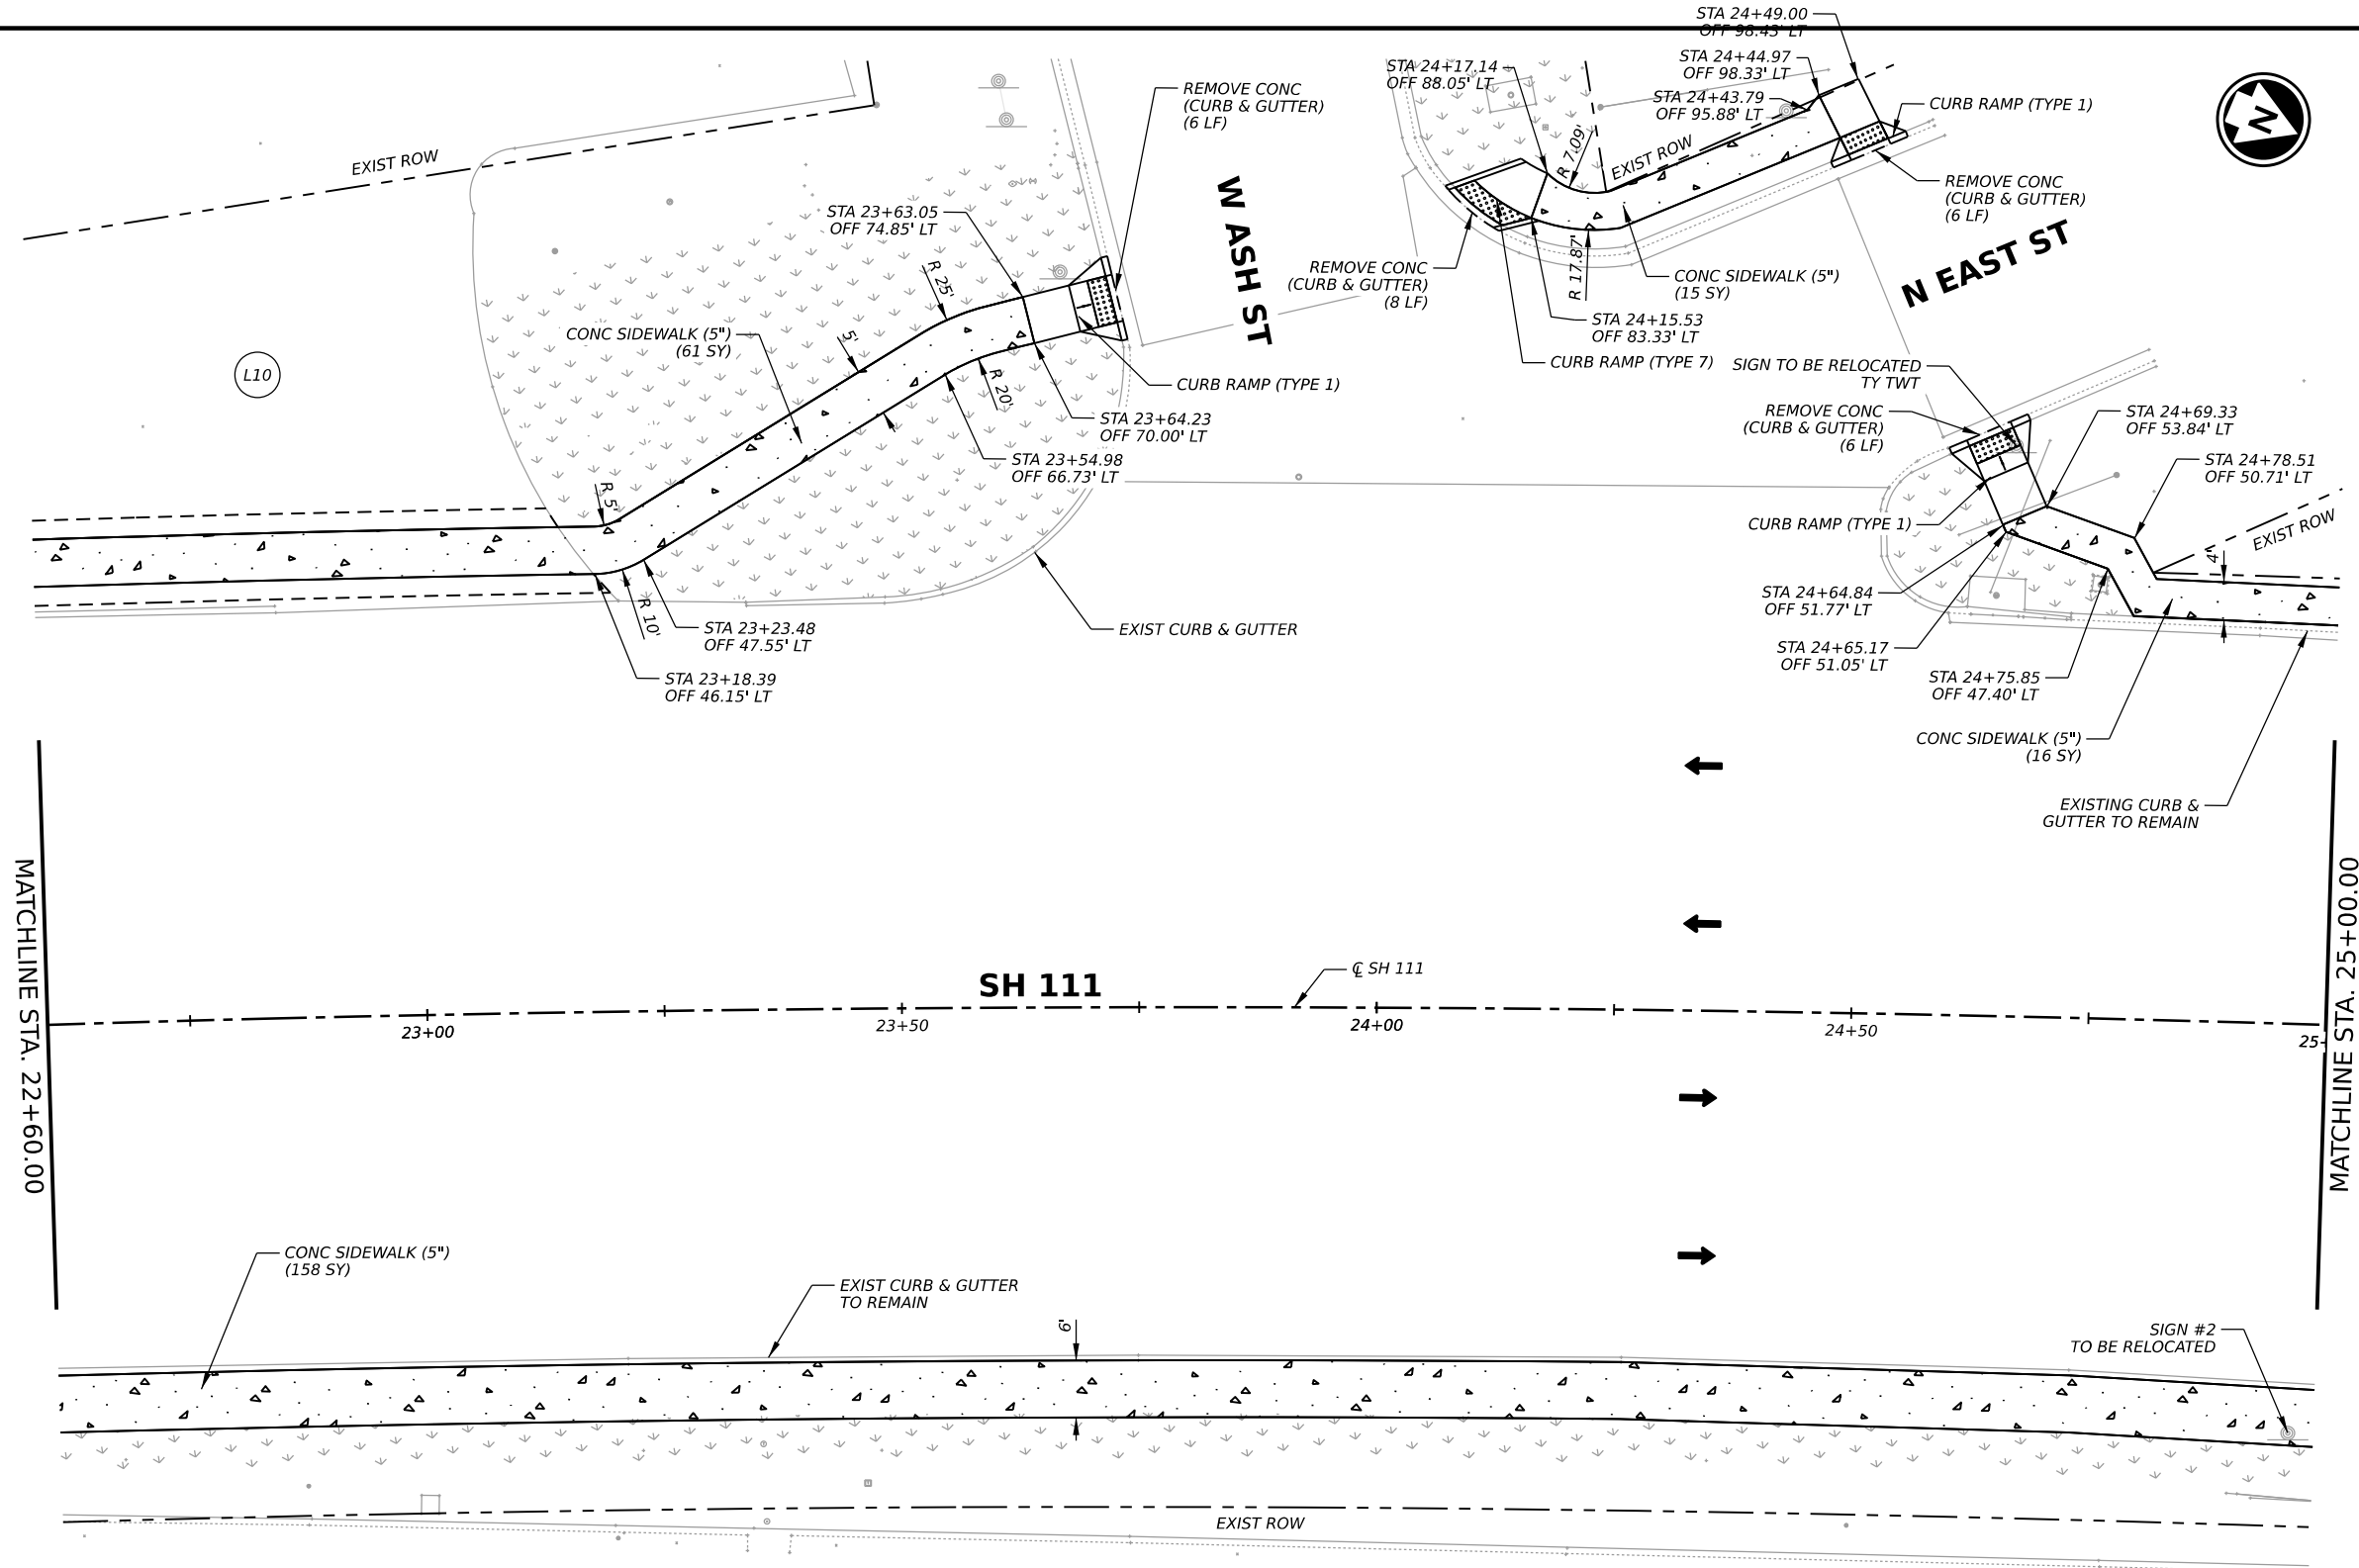 STA 24+49.00
OFF 98.43' LT
STA 24+44.97
OFF 98.33' LT
STA 24+43.79
OFF 95.88' LT
STA 24+17.14
OFF 88.05' LT
REMOVE CONC
(CURB & GUTTER)
(6 LF)
CURB RAMP (TYPE 1)
N
EXIST ROW
R 7.09'
EXIST ROW
REMOVE CONC
(CURB & GUTTER)
(6 LF)
W ASH ST
N EAST ST
STA 23+63.05
OFF 74.85' LT
R 25'
REMOVE CONC
(CURB & GUTTER)
(8 LF)
R 17.87'
CONC SIDEWALK (5")
(15 SY)
STA 24+15.53
OFF 83.33' LT
CURB RAMP (TYPE 7)
CONC SIDEWALK (5")
(61 SY)
5'
L10
R 20'
CURB RAMP (TYPE 1)
STA 23+64.23
OFF 70.00' LT
STA 23+54.98
OFF 66.73' LT
SIGN TO BE RELOCATED
TY TWT
REMOVE CONC
(CURB & GUTTER)
(6 LF)
STA 24+69.33
OFF 53.84' LT
STA 24+78.51
OFF 50.71' LT
CURB RAMP (TYPE 1)
EXIST ROW
4'
R 5'
R 10'
STA 23+23.48
OFF 47.55' LT
STA 23+18.39
OFF 46.15' LT
EXIST CURB & GUTTER
STA 24+64.84
OFF 51.77' LT
STA 24+65.17
OFF 51.05' LT
STA 24+75.85
OFF 47.40' LT
CONC SIDEWALK (5")
(16 SY)
EXISTING CURB &
GUTTER TO REMAIN
MATCHLINE STA. 22+60.00
MATCHLINE STA. 25+00.00
SH 111
℄ SH 111
23+00
23+50
24+00
24+50
25+
CONC SIDEWALK (5")
(158 SY)
EXIST CURB & GUTTER
TO REMAIN
6'
SIGN #2
TO BE RELOCATED
EXIST ROW